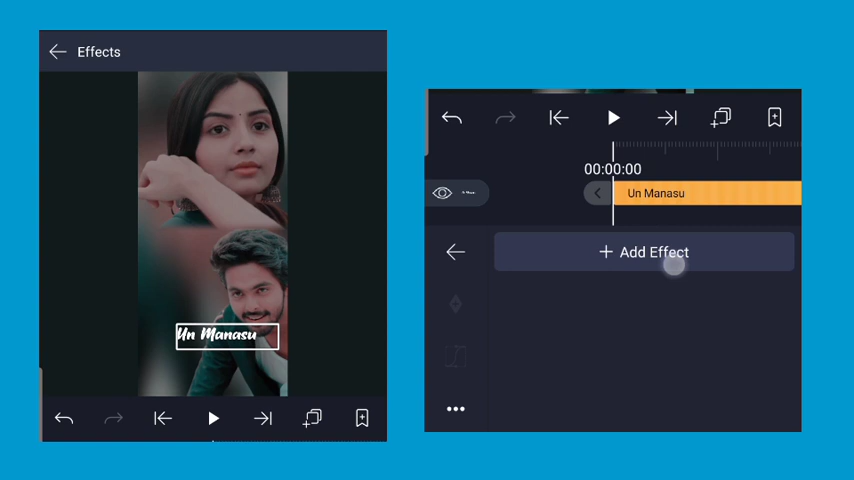 Effects
Un Manasu
00:00:00
Un Manasu
+ Add Effect